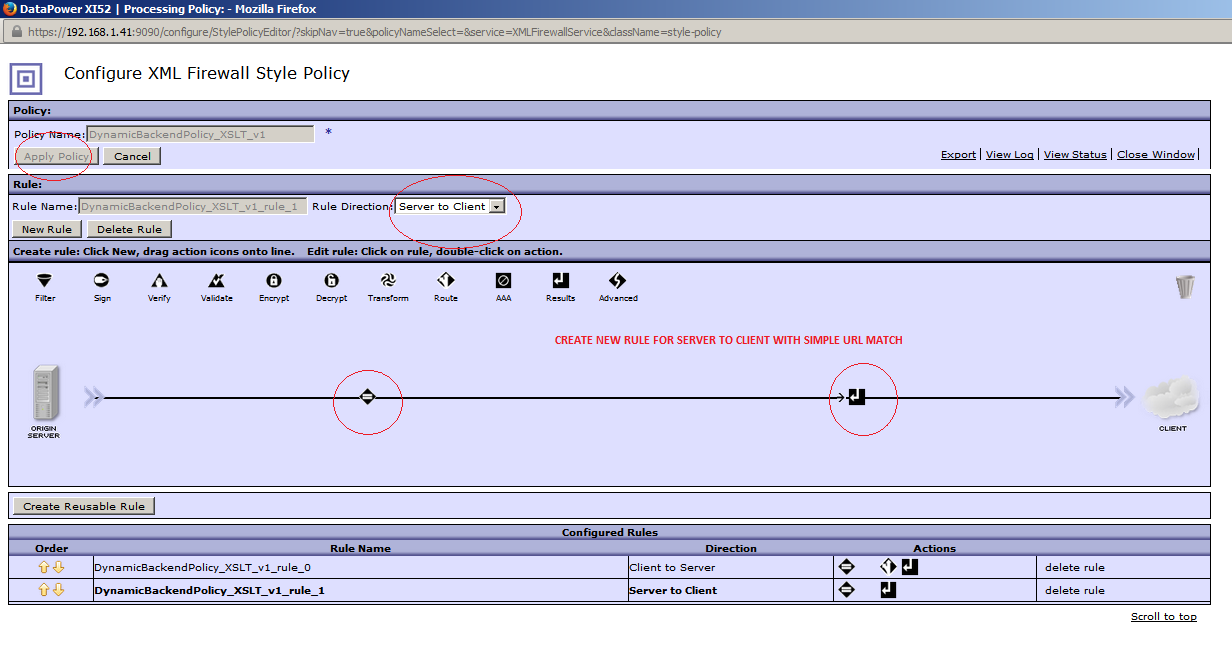 DataPower XI52 | Processing Policy: - Mozilla Firefox
https://192.168.1.41:9090/configure/StylePolicyEditor/?skipNav=true&policyNameSelect=&service=XMLFirewallService&className=style-policy
Configure XML Firewall Style Policy
Policy:
Policy Name: DynamicBackendPolicy_XSLT_v1 *
Apply Policy Cancel Export | View Log | View Status | Close Window |
Rule:
Rule Name: DynamicBackendPolicy_XSLT_v1_rule_1 Rule Direction: Server to Client
New Rule Delete Rule
Create rule: Click New, drag action icons onto line. Edit rule: Click on rule, double-click on action.
Filter Sign Verify Validate Encrypt Decrypt Transform Route AAA Results Advanced
CREATE NEW RULE FOR SERVER TO CLIENT WITH SIMPLE URL MATCH
ORIGIN
SERVER
CLIENT
Create Reusable Rule
Configured Rules
Order Rule Name Direction Actions
DynamicBackendPolicy_XSLT_v1_rule_0 Client to Server delete rule
DynamicBackendPolicy_XSLT_v1_rule_1 Server to Client delete rule
Scroll to top